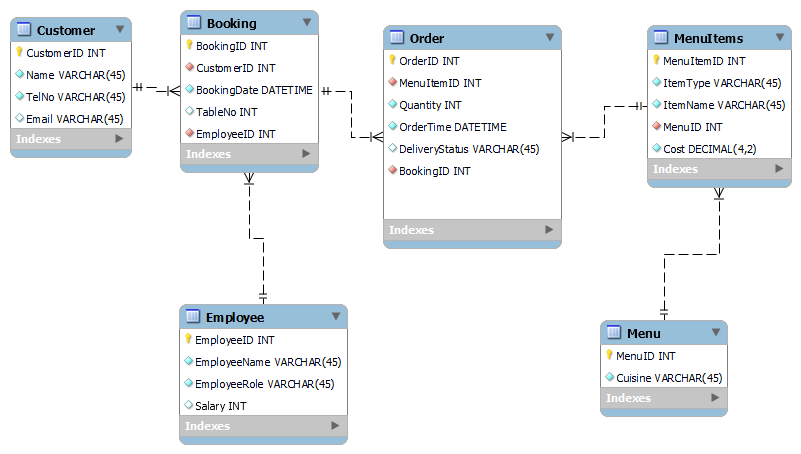 Customer
CustomerID INT
Name VARCHAR(45)
TelNo VARCHAR(45)
Email VARCHAR(45)
Indexes
Booking
BookingID INT
CustomerID INT
BookingDate DATETIME
TableNo INT
EmployeeID INT
Indexes
Order
OrderID INT
MenuItemID INT
Quantity INT
OrderTime DATETIME
DeliveryStatus VARCHAR(45)
BookingID INT
Indexes
MenuItems
MenuItemID INT
ItemType VARCHAR(45)
ItemName VARCHAR(45)
MenuID INT
Cost DECIMAL(4,2)
Indexes
Employee
EmployeeID INT
EmployeeName VARCHAR(45)
EmployeeRole VARCHAR(45)
Salary INT
Indexes
Menu
MenuID INT
Cuisine VARCHAR(45)
Indexes